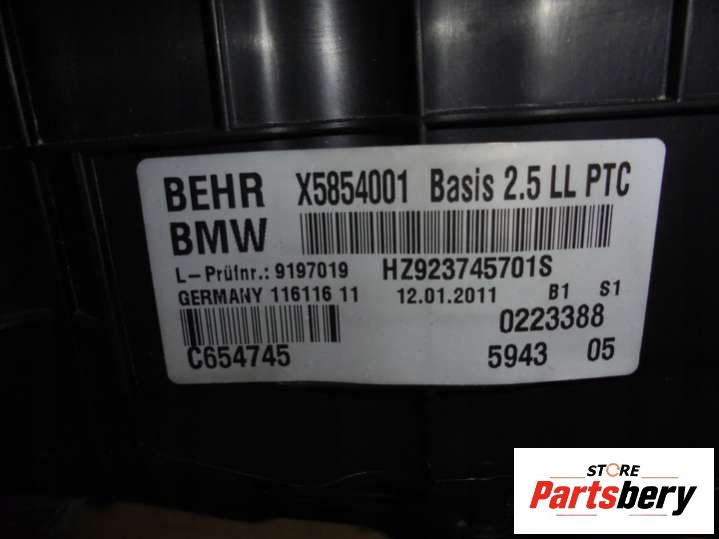 BEHR X5854001 Basis 2.5 LL PTC
BMW
L-Prüfnr.: 9197019 HZ923745701S
GERMANY 116116 11 12.01.2011 B1 S1
0223388
C654745 5943 05
STORE
Partsbery